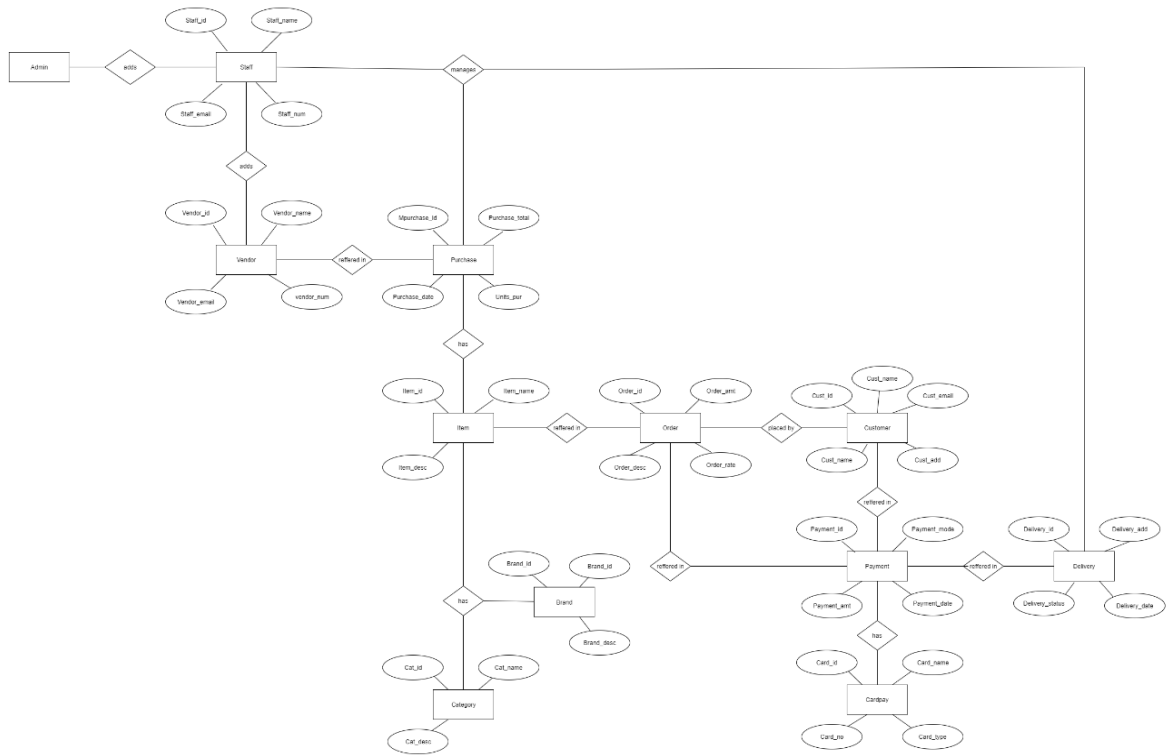 Staff_id
Staff_name
Admin
adds
Staff
manages
Staff_email
Staff_num
adds
Vendor_id
Vendor_name
Mpurchase_id
Purchase_total
Vendor
reffered in
Purchase
Vendor_email
vendor_num
Purchase_date
Units_pur
has
Cust_name
Item_id
Item_name
Order_id
Order_amt
Cust_id
Cust_email
Item
reffered in
Order
placed by
Customer
Item_desc
Order_desc
Order_rate
Cust_name
Cust_add
reffered in
Payment_id
Payment_mode
Delivery_id
Delivery_add
Brand_id
Brand_id
reffered in
Payment
reffered in
Delivery
has
Brand
Payment_amt
Payment_date
Delivery_status
Delivery_date
Brand_desc
has
Cat_id
Cat_name
Card_id
Card_name
Category
Cardpay
Cat_desc
Card_no
Card_type